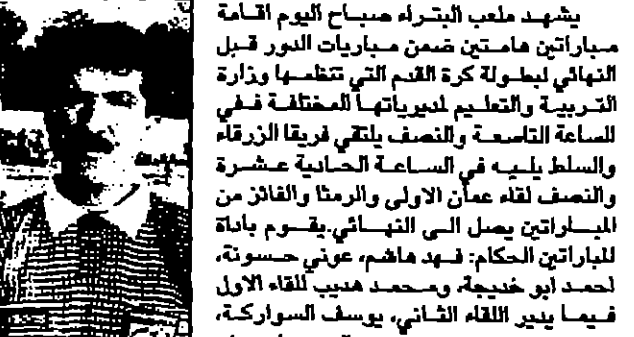 يشهد ملعب البتراء صباح اليوم اقامة
مباراتين هامتين ضمن مباريات الدور قبل
النهائي لبطولة كرة القدم التي تنظمها وزارة
التربية والتعليم لمديرياتها المختلفة ففي
الساعة التاسعة والنصف يلتقي فريقا الزرقاء
والسلط يليه في الساعة الحادية عشرة
والنصف لقاء عمان الاولى والرمثا والفائز من
المباراتين يصل الى النهائي.يقوم باداة
المباراتين الحكام: فهد هاشم، عوني حسونة،
احمد ابو خديجة، ومحمد هديب للقاء الاول
فيما يدير اللقاء الثاني، يوسف السواركة،